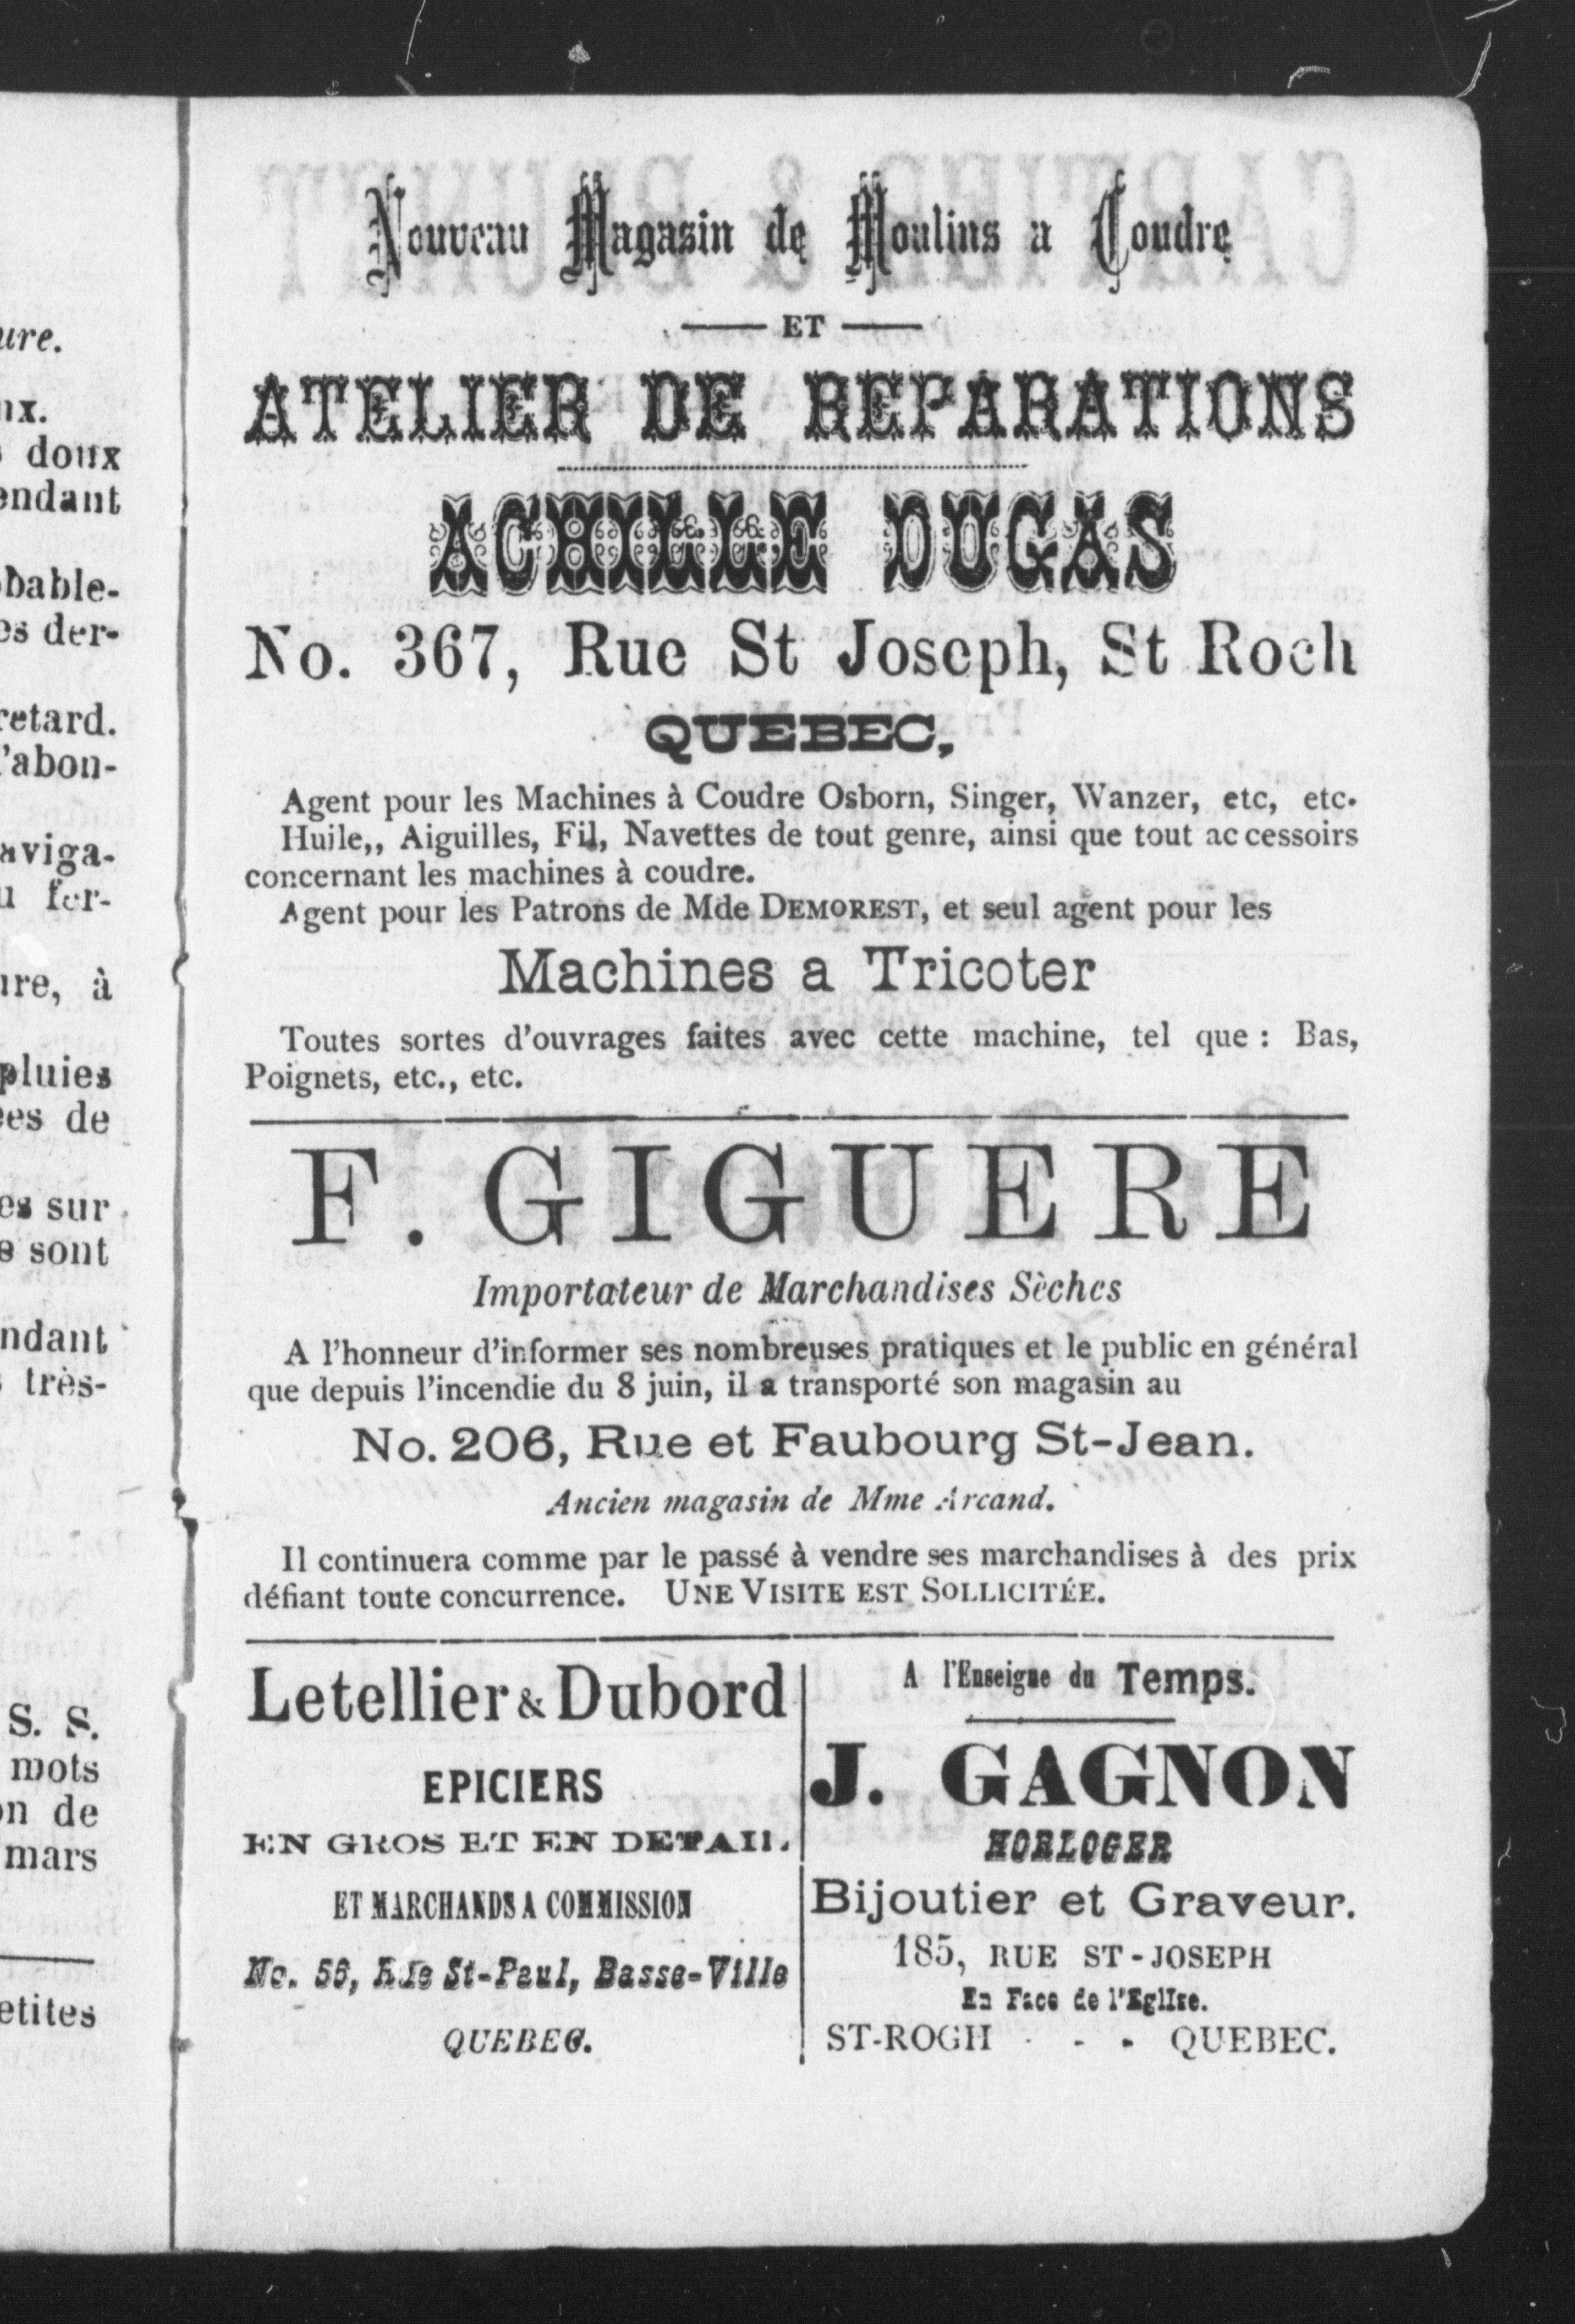 ure.
ux.
doux
endant
bable-
es der-
retard.
l'abon-
aviga-
u fer-
ure, à
pluies
ées de
es sur
e sont
ndant
très-
S. S.
mots
on de
mars
etites
Nouveau Magasin de Moulins a Coudre
ET
ATELIER DE REPARATIONS
ACHILLE DUGAS
No. 367, Rue St Joseph, St Roch
QUEBEC,
Agent pour les Machines à Coudre Osborn, Singer, Wanzer, etc, etc.
Huile,, Aiguilles, Fil, Navettes de tout genre, ainsi que tout ac cessoirs
concernant les machines à coudre.
Agent pour les Patrons de Mde DEMOREST, et seul agent pour les
Machines a Tricoter
Toutes sortes d'ouvrages faites avec cette machine, tel que : Bas,
Poignets, etc., etc.
F. GIGUERE
Importateur de Marchandises Sèches
A l'honneur d'informer ses nombreuses pratiques et le public en général
que depuis l'incendie du 8 juin, il a transporté son magasin au
No. 206, Rue et Faubourg St-Jean.
Ancien magasin de Mme Arcand.
Il continuera comme par le passé à vendre ses marchandises à des prix
défiant toute concurrence. UNE VISITE EST SOLLICITÉE.
Letellier & Dubord
EPICIERS
EN GROS ET EN DETAIL.
ET MARCHANDS A COMMISSION
No. 56, Rue St-Paul, Basse-Ville
QUEBEC.
A l'Enseigne du Temps.
J. GAGNON
HORLOGER
Bijoutier et Graveur.
185, RUE ST-JOSEPH
En Face de l'Eglise.
ST-ROCH - - - QUEBEC.